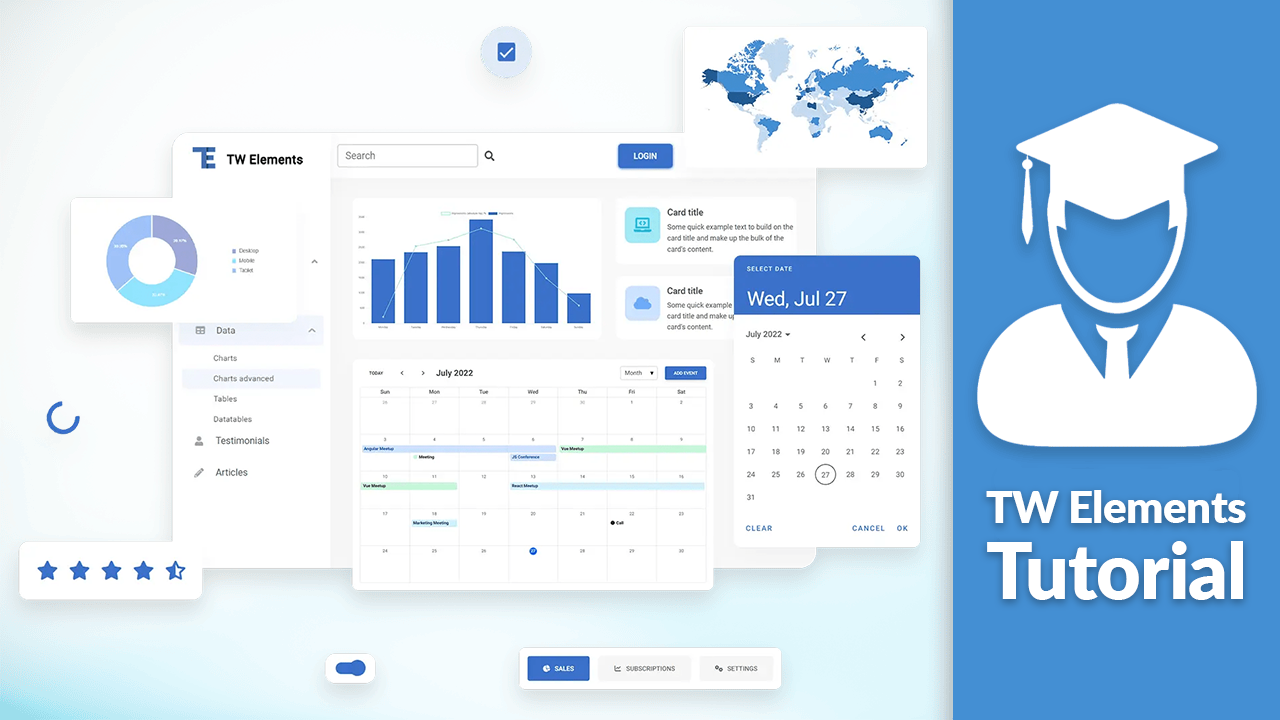 TW Elements
Search
LOGIN
Desktop
Mobile
Tablet
Data
Charts
Charts advanced
Tables
Datatables
Testimonials
Articles
Card title
Some quick example text to build on the
card title and make up the bulk of the
card's content.
Card title
Some quick example
card title and make up
card's content.
SELECT DATE
Wed, Jul 27
July 2022
S M T W T F S
1 2
3 4 5 6 7 8 9
10 11 12 13 14 15 16
17 18 19 20 21 22 23
24 25 26 27 28 29 30
31
CLEAR CANCEL OK
TODAY July 2022 Month ADD EVENT
Sun Mon Tue Wed Thu Fri Sat
26 27 28 29 30 1 2
3 4 5 6 7 8 9
Angular Meetup Vue Meetup
Meeting JS Conference
10 11 12 13 14 15 16
Vue Meetup React Meetup
17 18 19 20 21 22 23
Marketing Meeting Call
24 25 26 27 28 29 30
SALES SUBSCRIPTIONS SETTINGS
TW Elements
Tutorial